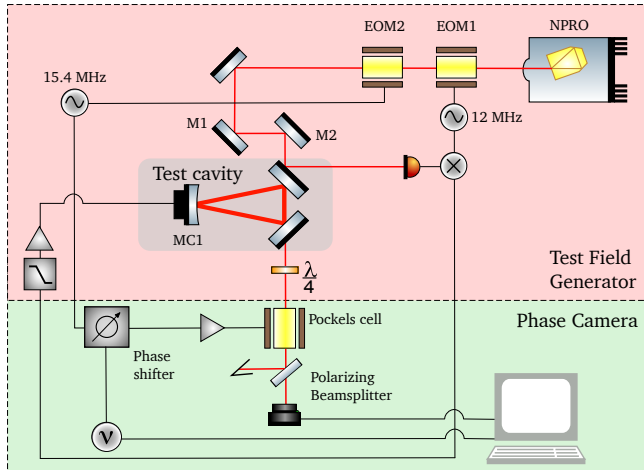 EOM2
EOM1
NPRO
15.4 MHz
12 MHz
M1
M2
Test cavity
MC1
λ
4
Test Field
Generator
Pockels cell
Phase Camera
Phase
shifter
Polarizing
Beamsplitter
ν